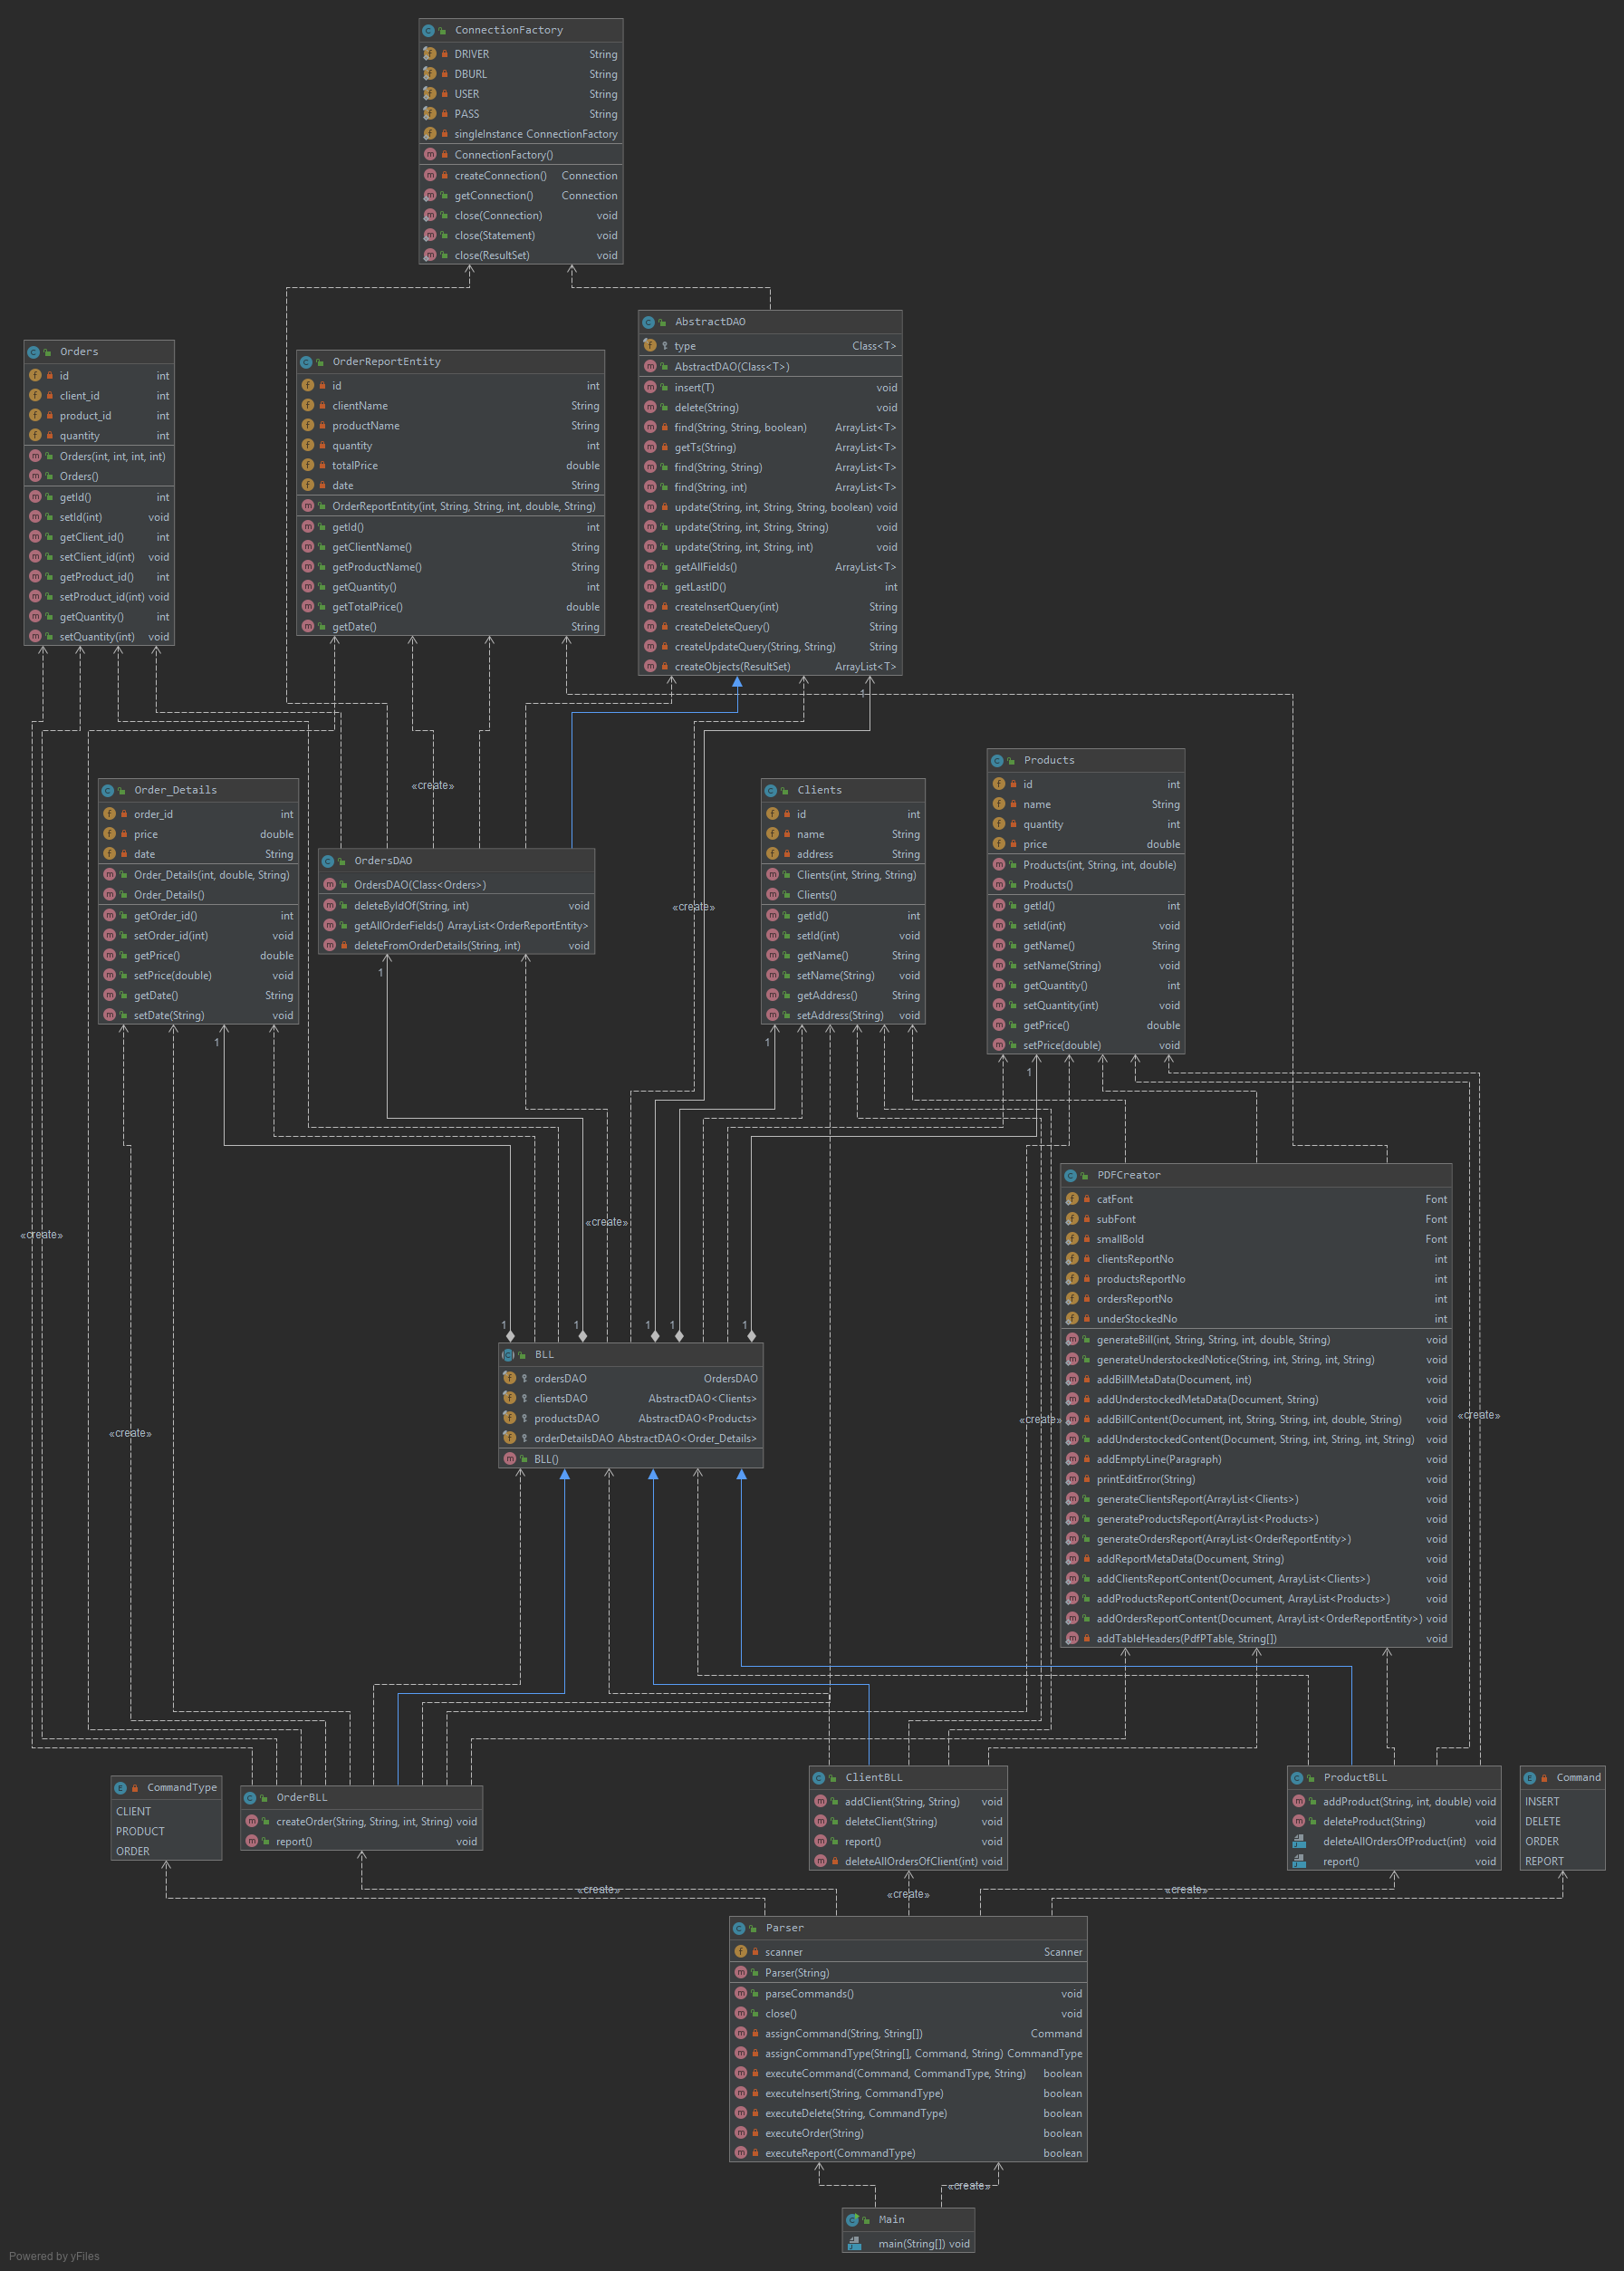 ConnectionFactory
DRIVER String
DBURL String
USER String
PASS String
singleInstance ConnectionFactory
ConnectionFactory()
createConnection() Connection
getConnection() Connection
close(Connection) void
close(Statement) void
close(ResultSet) void
AbstractDAO
type Class<T>
AbstractDAO(Class<T>)
insert(T) void
delete(String) void
find(String, String, boolean) ArrayList<T>
getTs(String) ArrayList<T>
find(String, String) ArrayList<T>
find(String, int) ArrayList<T>
update(String, int, String, String, boolean) void
update(String, int, String, String) void
update(String, int, String, int) void
getAllFields() ArrayList<T>
getLastID() int
createInsertQuery(int) String
createDeleteQuery() String
createUpdateQuery(String, String) String
createObjects(ResultSet) ArrayList<T>
Orders
id int
client_id int
product_id int
quantity int
Orders(int, int, int, int)
Orders()
getId() int
setId(int) void
getClient_id() int
setClient_id(int) void
getProduct_id() int
setProduct_id(int) void
getQuantity() int
setQuantity(int) void
OrderReportEntity
id int
clientName String
productName String
quantity int
totalPrice double
date String
OrderReportEntity(int, String, String, int, double, String)
getId() int
getClientName() String
getProductName() String
getQuantity() int
getTotalPrice() double
getDate() String
1
«create»
Order_Details
order_id int
price double
date String
Order_Details(int, double, String)
Order_Details()
getOrder_id() int
setOrder_id(int) void
getPrice() double
setPrice(double) void
getDate() String
setDate(String) void
1
OrdersDAO
OrdersDAO(Class<Orders>)
deleteByIdOf(String, int) void
getAllOrderFields() ArrayList<OrderReportEntity>
deleteFromOrderDetails(String, int) void
1
«create»
Clients
id int
name String
address String
Clients(int, String, String)
Clients()
getId() int
setId(int) void
getName() String
setName(String) void
getAddress() String
setAddress(String) void
1
Products
id int
name String
quantity int
price double
Products(int, String, int, double)
Products()
getId() int
setId(int) void
getName() String
setName(String) void
getQuantity() int
setQuantity(int) void
getPrice() double
setPrice(double) void
1
PDFCreator
catFont Font
subFont Font
smallBold Font
clientsReportNo int
productsReportNo int
ordersReportNo int
underStockedNo int
generateBill(int, String, String, int, double, String) void
generateUnderstockedNotice(String, int, String, int, String) void
addBillMetaData(Document, int) void
addUnderstockedMetaData(Document, String) void
addBillContent(Document, int, String, String, int, double, String) void
addUnderstockedContent(Document, String, int, String, int, String) void
addEmptyLine(Paragraph) void
printEditError(String) void
generateClientsReport(ArrayList<Clients>) void
generateProductsReport(ArrayList<Products>) void
generateOrdersReport(ArrayList<OrderReportEntity>) void
addReportMetaData(Document, String) void
addClientsReportContent(Document, ArrayList<Clients>) void
addProductsReportContent(Document, ArrayList<Products>) void
addOrdersReportContent(Document, ArrayList<OrderReportEntity>) void
addTableHeaders(PdfPTable, String[]) void
«create»
«create»
1 1 1 1 1
BLL
ordersDAO OrdersDAO
clientsDAO AbstractDAO<Clients>
productsDAO AbstractDAO<Products>
orderDetailsDAO AbstractDAO<Order_Details>
BLL()
«create»
«create»
«create»
CommandType
CLIENT
PRODUCT
ORDER
OrderBLL
createOrder(String, String, int, String) void
report() void
ClientBLL
addClient(String, String) void
deleteClient(String) void
report() void
deleteAllOrdersOfClient(int) void
ProductBLL
addProduct(String, int, double) void
deleteProduct(String) void
deleteAllOrdersOfProduct(int) void
report() void
Command
INSERT
DELETE
ORDER
REPORT
«create»
«create»
«create»
Parser
scanner Scanner
Parser(String)
parseCommands() void
close() void
assignCommand(String, String[]) Command
assignCommandType(String[], Command, String) CommandType
executeCommand(Command, CommandType, String) boolean
executeInsert(String, CommandType) boolean
executeDelete(String, CommandType) boolean
executeOrder(String) boolean
executeReport(CommandType) boolean
«create»
Main
main(String[]) void
Powered by yFiles